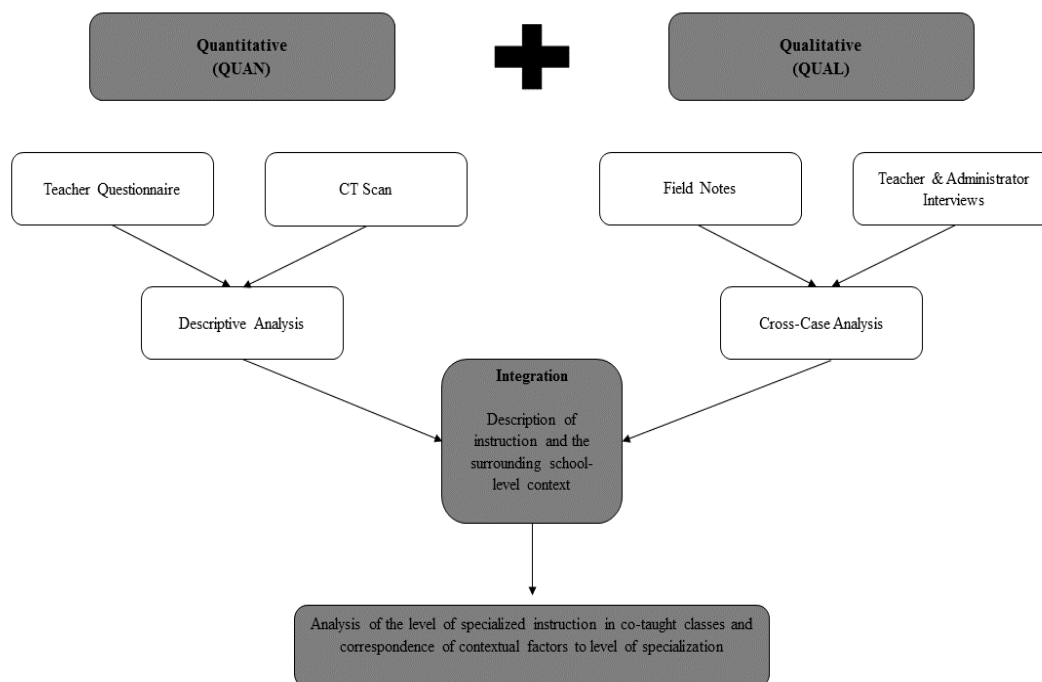 Quantitative
(QUAN)
Qualitative
(QUAL)
Teacher Questionnaire
CT Scan
Field Notes
Teacher & Administrator
Interviews
Descriptive Analysis
Cross-Case Analysis
Integration
Description of
instruction and the
surrounding school-
level context
Analysis of the level of specialized instruction in co-taught classes and
correspondence of contextual factors to level of specialization